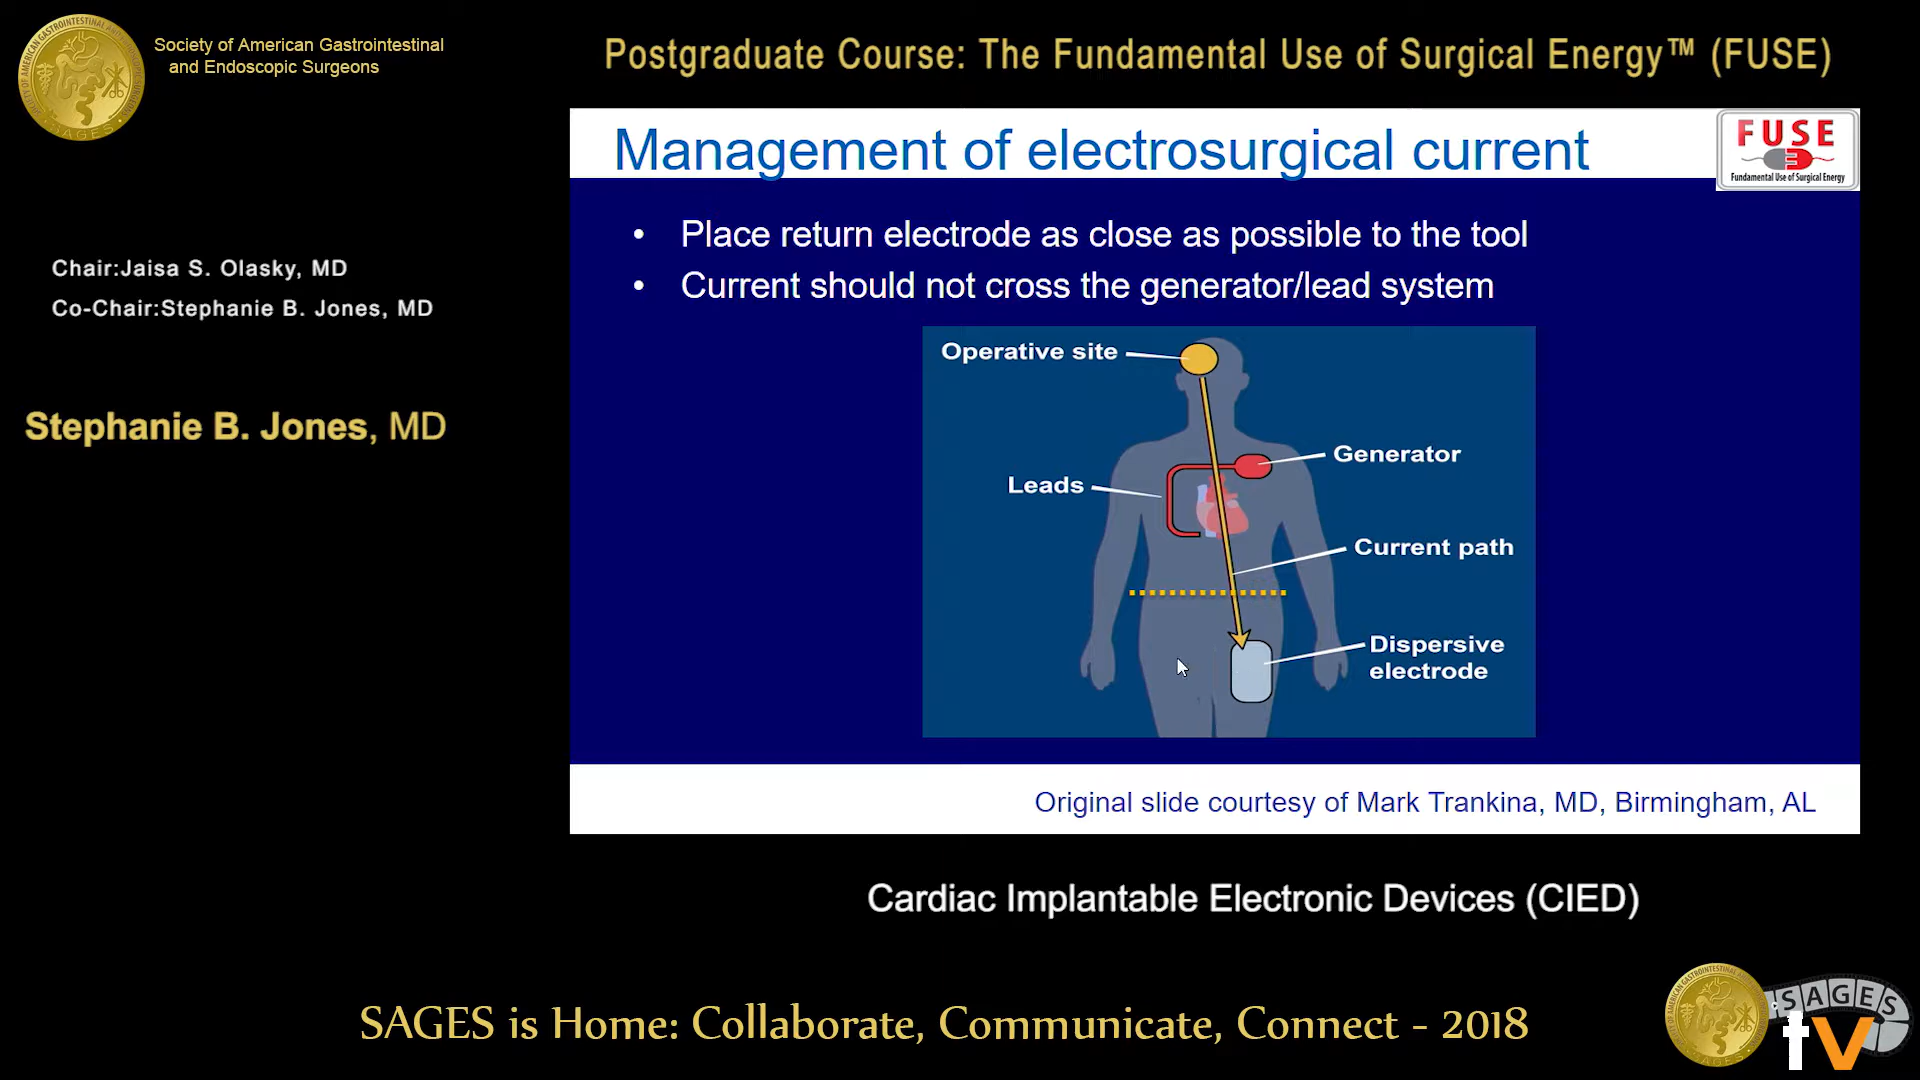 Society of American Gastrointestinal
and Endoscopic Surgeons
Postgraduate Course: The Fundamental Use of Surgical Energy™ (FUSE)
Chair:Jaisa S. Olasky, MD
Co-Chair:Stephanie B. Jones, MD
Stephanie B. Jones, MD
Management of electrosurgical current
FUSE
Fundamental Use of Surgical Energy
• Place return electrode as close as possible to the tool
• Current should not cross the generator/lead system
Operative site
Generator
Leads
Current path
Dispersive
electrode
Original slide courtesy of Mark Trankina, MD, Birmingham, AL
Cardiac Implantable Electronic Devices (CIED)
SAGES is Home: Collaborate, Communicate, Connect - 2018
SAGES
tv